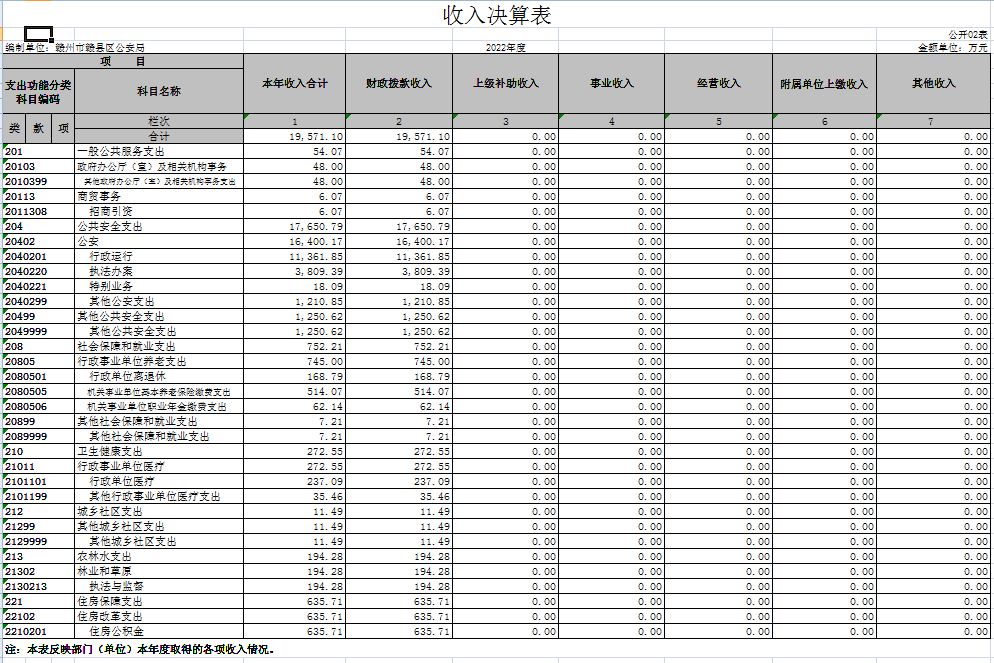 收入决算表
公开02表
编制单位：赣州市赣县区公安局 2022年度 金额单位：万元
项 目 本年收入合计 财政拨款收入 上级补助收入 事业收入 经营收入 附属单位上缴收入 其他收入
支出功能分类科目编码 科目名称
类 款 项 栏次 1 2 3 4 5 6 7
合计 19,571.10 19,571.10 0.00 0.00 0.00 0.00 0.00
201 一般公共服务支出 54.07 54.07 0.00 0.00 0.00 0.00 0.00
20103 政府办公厅（室）及相关机构事务 48.00 48.00 0.00 0.00 0.00 0.00 0.00
2010399 其他政府办公厅（室）及相关机构事务支出 48.00 48.00 0.00 0.00 0.00 0.00 0.00
20113 商贸事务 6.07 6.07 0.00 0.00 0.00 0.00 0.00
2011308 招商引资 6.07 6.07 0.00 0.00 0.00 0.00 0.00
204 公共安全支出 17,650.79 17,650.79 0.00 0.00 0.00 0.00 0.00
20402 公安 16,400.17 16,400.17 0.00 0.00 0.00 0.00 0.00
2040201 行政运行 11,361.85 11,361.85 0.00 0.00 0.00 0.00 0.00
2040220 执法办案 3,809.39 3,809.39 0.00 0.00 0.00 0.00 0.00
2040221 特别业务 18.09 18.09 0.00 0.00 0.00 0.00 0.00
2040299 其他公安支出 1,210.85 1,210.85 0.00 0.00 0.00 0.00 0.00
20499 其他公共安全支出 1,250.62 1,250.62 0.00 0.00 0.00 0.00 0.00
2049999 其他公共安全支出 1,250.62 1,250.62 0.00 0.00 0.00 0.00 0.00
208 社会保障和就业支出 752.21 752.21 0.00 0.00 0.00 0.00 0.00
20805 行政事业单位养老支出 745.00 745.00 0.00 0.00 0.00 0.00 0.00
2080501 行政单位离退休 168.79 168.79 0.00 0.00 0.00 0.00 0.00
2080505 机关事业单位基本养老保险缴费支出 514.07 514.07 0.00 0.00 0.00 0.00 0.00
2080506 机关事业单位职业年金缴费支出 62.14 62.14 0.00 0.00 0.00 0.00 0.00
20899 其他社会保障和就业支出 7.21 7.21 0.00 0.00 0.00 0.00 0.00
2089999 其他社会保障和就业支出 7.21 7.21 0.00 0.00 0.00 0.00 0.00
210 卫生健康支出 272.55 272.55 0.00 0.00 0.00 0.00 0.00
21011 行政事业单位医疗 272.55 272.55 0.00 0.00 0.00 0.00 0.00
2101101 行政单位医疗 237.09 237.09 0.00 0.00 0.00 0.00 0.00
2101199 其他行政事业单位医疗支出 35.46 35.46 0.00 0.00 0.00 0.00 0.00
212 城乡社区支出 11.49 11.49 0.00 0.00 0.00 0.00 0.00
21299 其他城乡社区支出 11.49 11.49 0.00 0.00 0.00 0.00 0.00
2129999 其他城乡社区支出 11.49 11.49 0.00 0.00 0.00 0.00 0.00
213 农林水支出 194.28 194.28 0.00 0.00 0.00 0.00 0.00
21302 林业和草原 194.28 194.28 0.00 0.00 0.00 0.00 0.00
2130213 执法与监督 194.28 194.28 0.00 0.00 0.00 0.00 0.00
221 住房保障支出 635.71 635.71 0.00 0.00 0.00 0.00 0.00
22102 住房改革支出 635.71 635.71 0.00 0.00 0.00 0.00 0.00
2210201 住房公积金 635.71 635.71 0.00 0.00 0.00 0.00 0.00
注：本表反映部门（单位）本年度取得的各项收入情况。